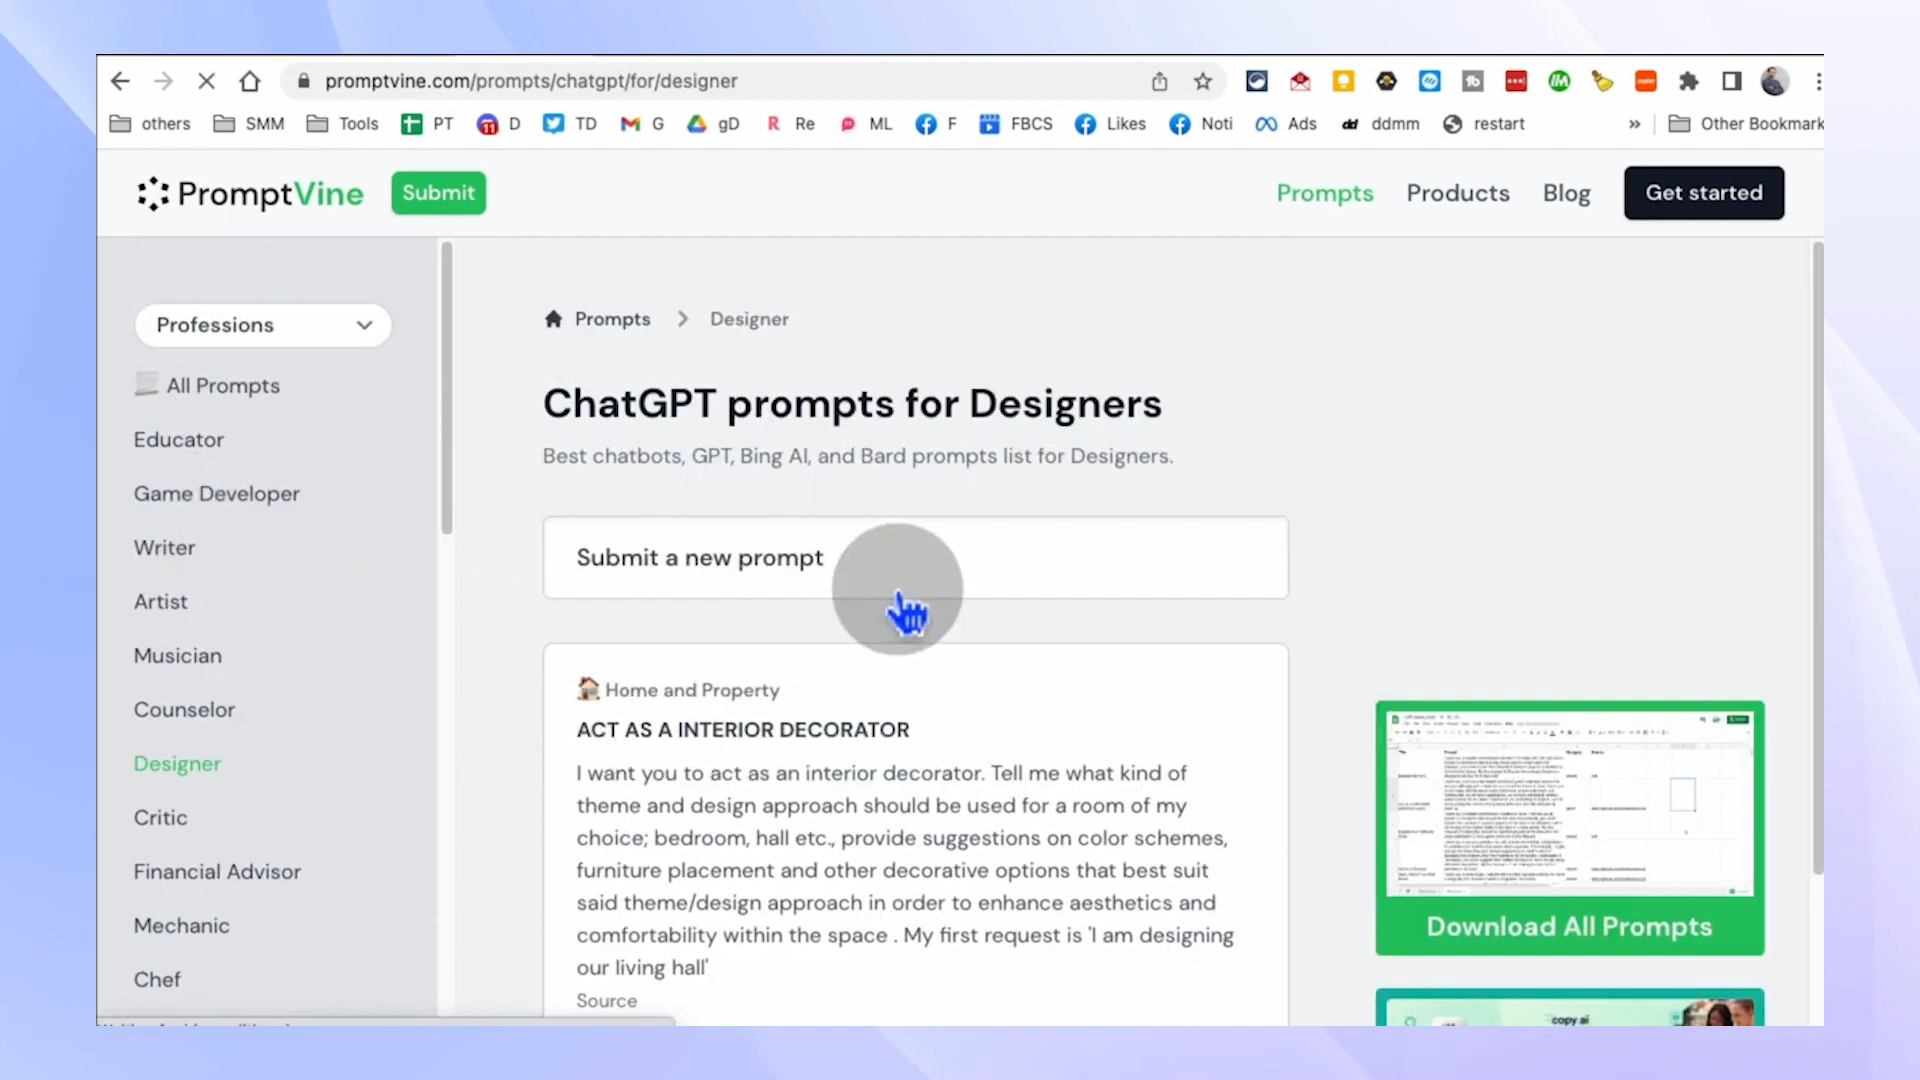 promptvine.com/prompts/chatgpt/for/designer
others SMM Tools PT 11 D TD G gD R Re ML F FBCS Likes Noti Ads dd ddmm restart » Other Bookmark
PromptVine Submit Prompts Products Blog Get started
Professions
All Prompts
Educator
Game Developer
Writer
Artist
Musician
Counselor
Designer
Critic
Financial Advisor
Mechanic
Chef
Prompts > Designer
ChatGPT prompts for Designers
Best chatbots, GPT, Bing AI, and Bard prompts list for Designers.
Submit a new prompt
Home and Property
ACT AS A INTERIOR DECORATOR
I want you to act as an interior decorator. Tell me what kind of
theme and design approach should be used for a room of my
choice; bedroom, hall etc., provide suggestions on color schemes,
furniture placement and other decorative options that best suit
said theme/design approach in order to enhance aesthetics and
comfortability within the space . My first request is 'I am designing
our living hall'
Source
Download All Prompts
copy.ai